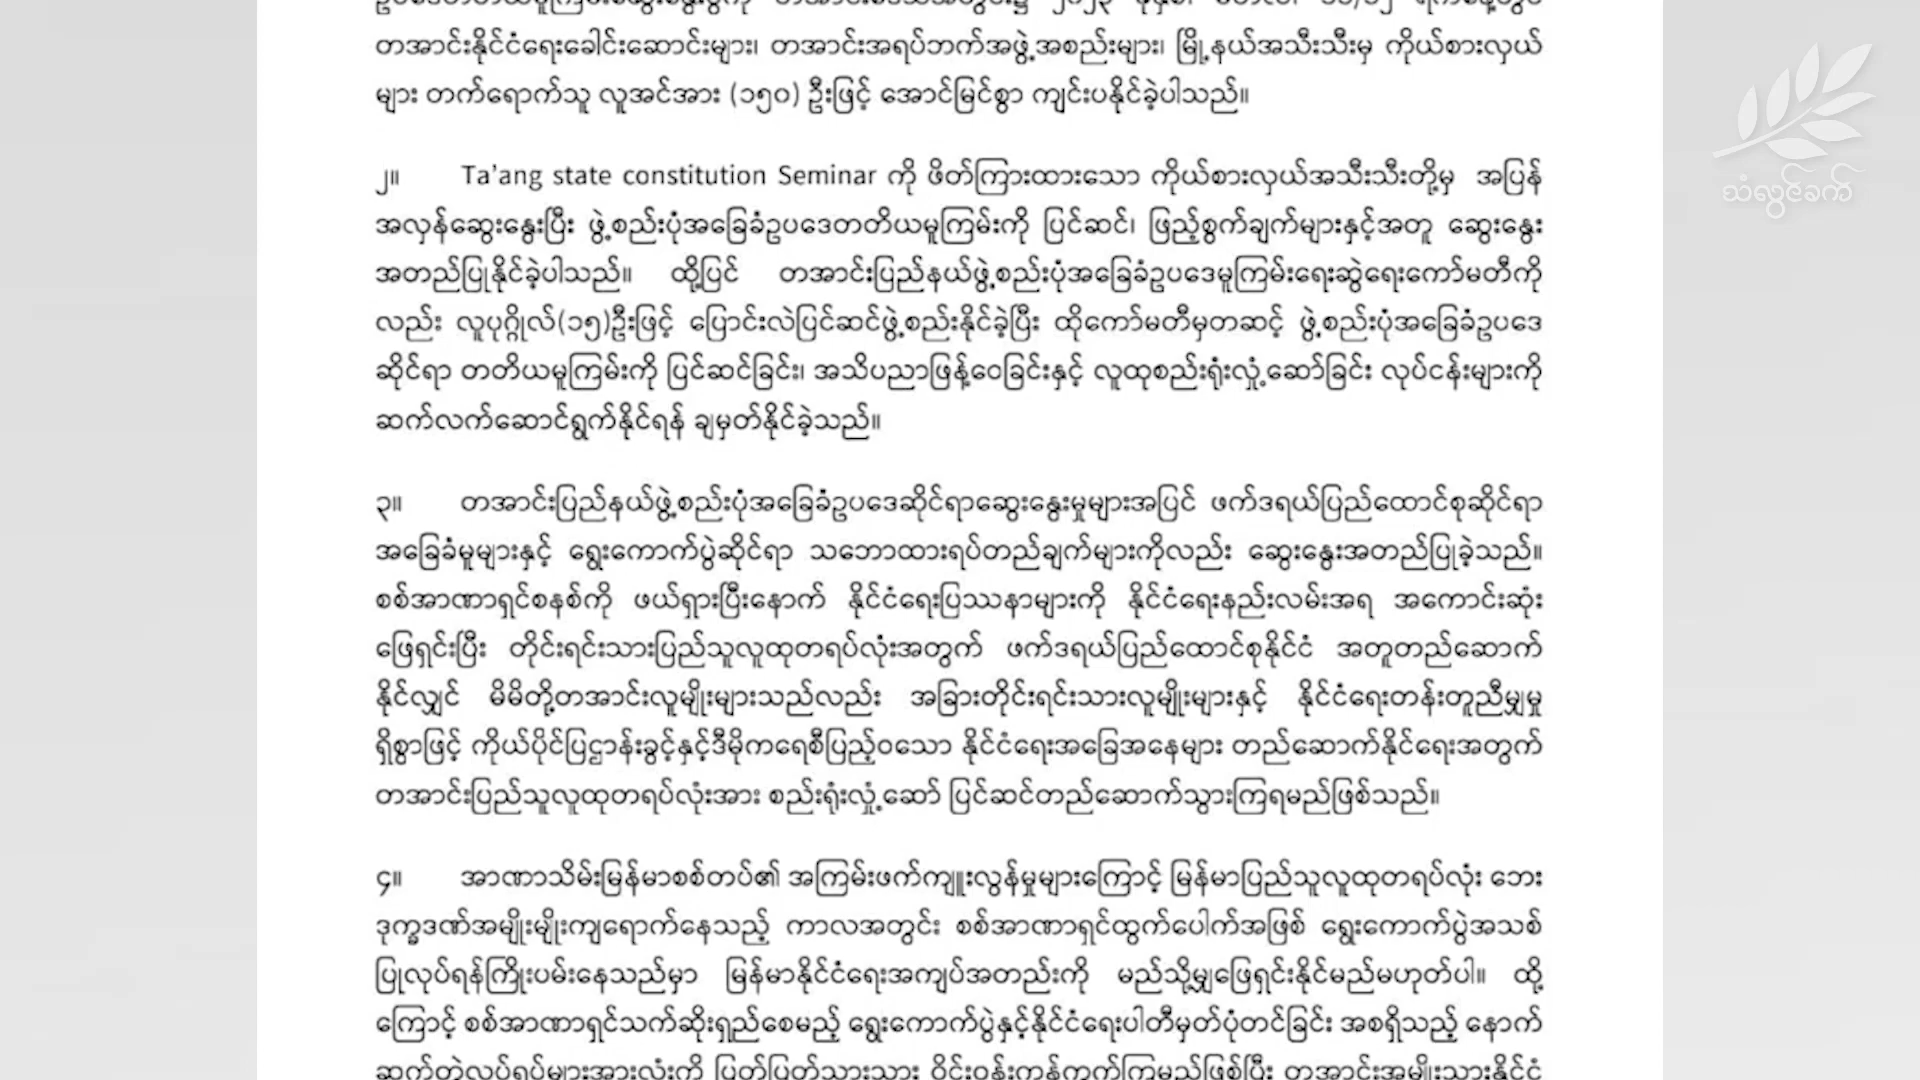 တအာင်းနိုင်ငံရေးခေါင်းဆောင်းများ၊ တအာင်းအရပ်ဘက်အဖွဲ့အစည်းများ၊ မြို့နယ်အသီးသီးမှ ကိုယ်စားလှယ်
များ တက်ရောက်သူ လူအင်အား (၁၅၀) ဦးဖြင့် အောင်မြင်စွာ ကျင်းပနိုင်ခဲ့ပါသည်။
၂။ Ta’ang state constitution Seminar ကို ဖိတ်ကြားထားသော ကိုယ်စားလှယ်အသီးသီးတို့မှ အပြန်
အလှန်ဆွေးနွေးပြီး ဖွဲ့စည်းပုံအခြေခံဥပဒေတတိယမူကြမ်းကို ပြင်ဆင်၊ ဖြည့်စွက်ချက်များနှင့်အတူ ဆွေးနွေး
အတည်ပြုနိုင်ခဲ့ပါသည်။ ထို့ပြင် တအာင်းပြည်နယ်ဖွဲ့စည်းပုံအခြေခံဥပဒေမူကြမ်းရေးဆွဲရေးကော်မတီကို
လည်း လူပုဂ္ဂိုလ်(၁၅)ဦးဖြင့် ပြောင်းလဲပြင်ဆင်ဖွဲ့စည်းနိုင်ခဲ့ပြီး ထိုကော်မတီမှတဆင့် ဖွဲ့စည်းပုံအခြေခံဥပဒေ
ဆိုင်ရာ တတိယမူကြမ်းကို ပြင်ဆင်ခြင်း၊ အသိပညာဖြန့်ဝေခြင်းနှင့် လူထုစည်းရုံးလှုံ့ဆော်ခြင်း လုပ်ငန်းများကို
ဆက်လက်ဆောင်ရွက်နိုင်ရန် ချမှတ်နိုင်ခဲ့သည်။
၃။ တအာင်းပြည်နယ်ဖွဲ့စည်းပုံအခြေခံဥပဒေဆိုင်ရာဆွေးနွေးမှုများအပြင် ဖက်ဒရယ်ပြည်ထောင်စုဆိုင်ရာ
အခြေခံမူများနှင့် ရွေးကောက်ပွဲဆိုင်ရာ သဘောထားရပ်တည်ချက်များကိုလည်း ဆွေးနွေးအတည်ပြုခဲ့သည်။
စစ်အာဏာရှင်စနစ်ကို ဖယ်ရှားပြီးနောက် နိုင်ငံရေးပြဿနာများကို နိုင်ငံရေးနည်းလမ်းအရ အကောင်းဆုံး
ဖြေရှင်းပြီး တိုင်းရင်းသားပြည်သူလူထုတရပ်လုံးအတွက် ဖက်ဒရယ်ပြည်ထောင်စုနိုင်ငံ အတူတည်ဆောက်
နိုင်လျှင် မိမိတို့တအာင်းလူမျိုးများသည်လည်း အခြားတိုင်းရင်းသားလူမျိုးများနှင့် နိုင်ငံရေးတန်းတူညီမျှမှု
ရှိစွာဖြင့် ကိုယ်ပိုင်ပြဌာန်းခွင့်နှင့်ဒီမိုကရေစီပြည့်ဝသော နိုင်ငံရေးအခြေအနေများ တည်ဆောက်နိုင်ရေးအတွက်
တအာင်းပြည်သူလူထုတရပ်လုံးအား စည်းရုံးလှုံ့ဆော် ပြင်ဆင်တည်ဆောက်သွားကြရမည်ဖြစ်သည်။
၄။ အာဏာသိမ်းမြန်မာစစ်တပ်၏ အကြမ်းဖက်ကျူးလွန်မှုများကြောင့် မြန်မာပြည်သူလူထုတရပ်လုံး ဘေး
ဒုက္ခဒဏ်အမျိုးမျိုးကျရောက်နေသည့် ကာလအတွင်း စစ်အာဏာရှင်ထွက်ပေါက်အဖြစ် ရွေးကောက်ပွဲအသစ်
ပြုလုပ်ရန်ကြိုးပမ်းနေသည်မှာ မြန်မာနိုင်ငံရေးအကျပ်အတည်းကို မည်သို့မျှဖြေရှင်းနိုင်မည်မဟုတ်ပါ။ ထို့
ကြောင့် စစ်အာဏာရှင်သက်ဆိုးရှည်စေမည့် ရွေးကောက်ပွဲနှင့်နိုင်ငံရေးပါတီမှတ်ပုံတင်ခြင်း အစရှိသည့် နောက်
သံလွင်ခက်